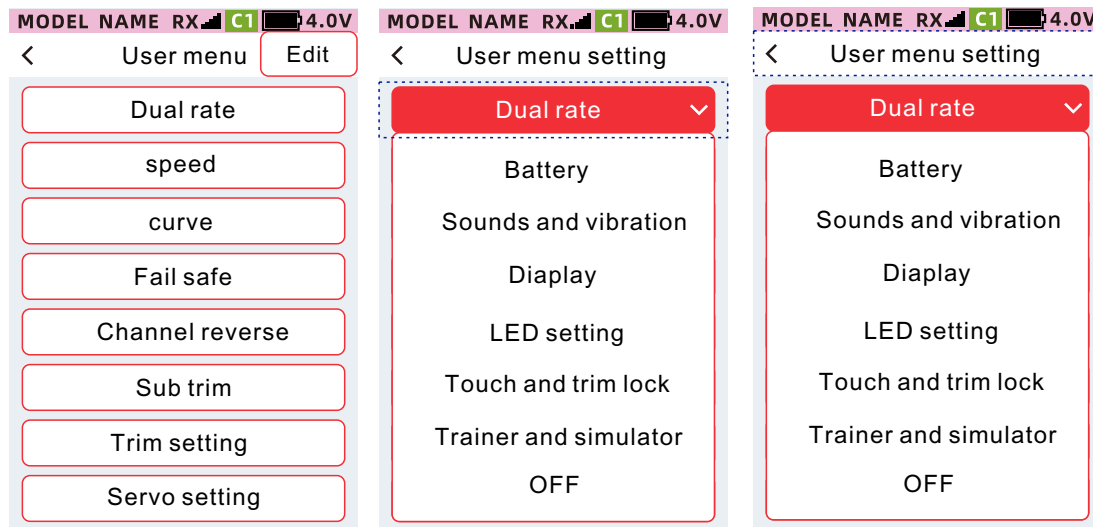 MODEL NAME RX C1 4.0V
User menu Edit
Dual rate
speed
curve
Fail safe
Channel reverse
Sub trim
Trim setting
Servo setting
MODEL NAME RX C1 4.0V
User menu setting
Dual rate
Battery
Sounds and vibration
Diaplay
LED setting
Touch and trim lock
Trainer and simulator
OFF
MODEL NAME RX C1 4.0V
User menu setting
Dual rate
Battery
Sounds and vibration
Diaplay
LED setting
Touch and trim lock
Trainer and simulator
OFF